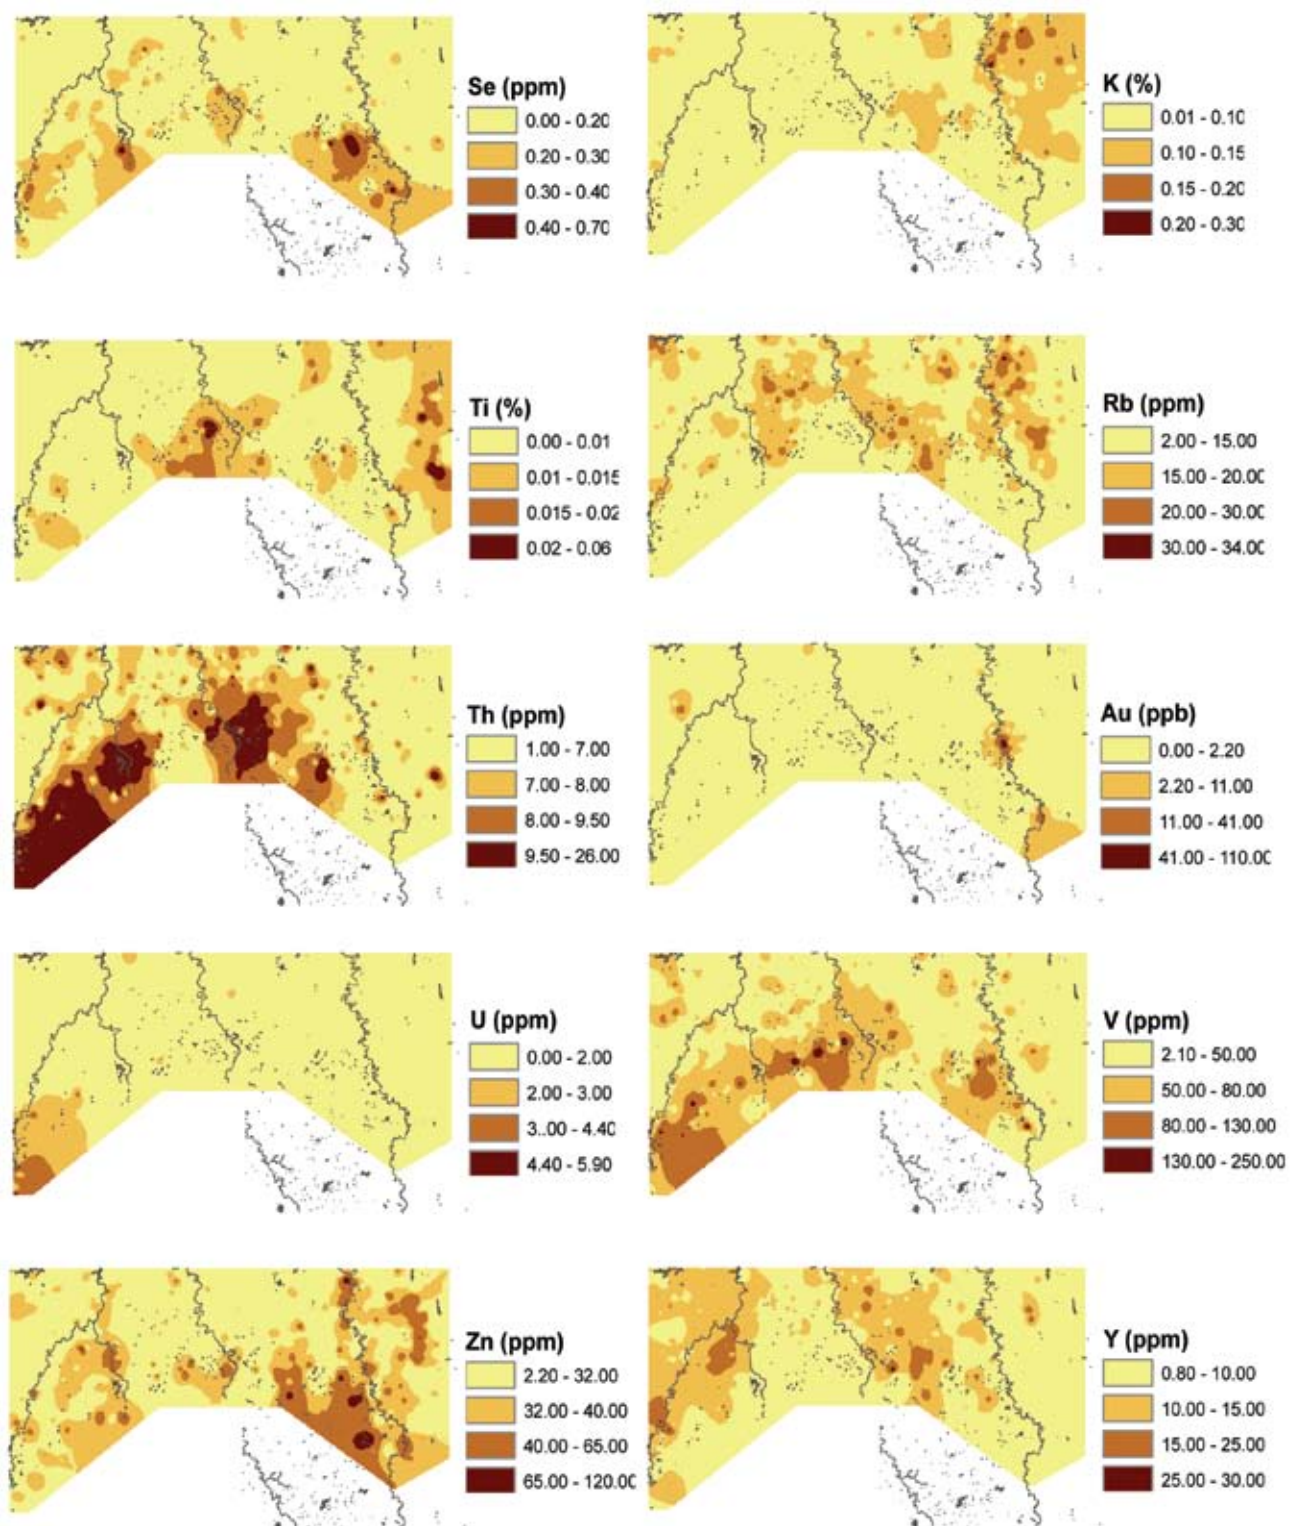 Se (ppm)
0.00 - 0.20
0.20 - 0.30
0.30 - 0.40
0.40 - 0.70
K (%)
0.01 - 0.10
0.10 - 0.15
0.15 - 0.20
0.20 - 0.30
Ti (%)
0.00 - 0.01
0.01 - 0.015
0.015 - 0.02
0.02 - 0.06
Rb (ppm)
2.00 - 15.00
15.00 - 20.00
20.00 - 30.00
30.00 - 34.00
Th (ppm)
1.00 - 7.00
7.00 - 8.00
8.00 - 9.50
9.50 - 26.00
Au (ppb)
0.00 - 2.20
2.20 - 11.00
11.00 - 41.00
41.00 - 110.00
U (ppm)
0.00 - 2.00
2.00 - 3.00
3..00 - 4.40
4.40 - 5.90
V (ppm)
2.10 - 50.00
50.00 - 80.00
80.00 - 130.00
130.00 - 250.00
Zn (ppm)
2.20 - 32.00
32.00 - 40.00
40.00 - 65.00
65.00 - 120.00
Y (ppm)
0.80 - 10.00
10.00 - 15.00
15.00 - 25.00
25.00 - 30.00